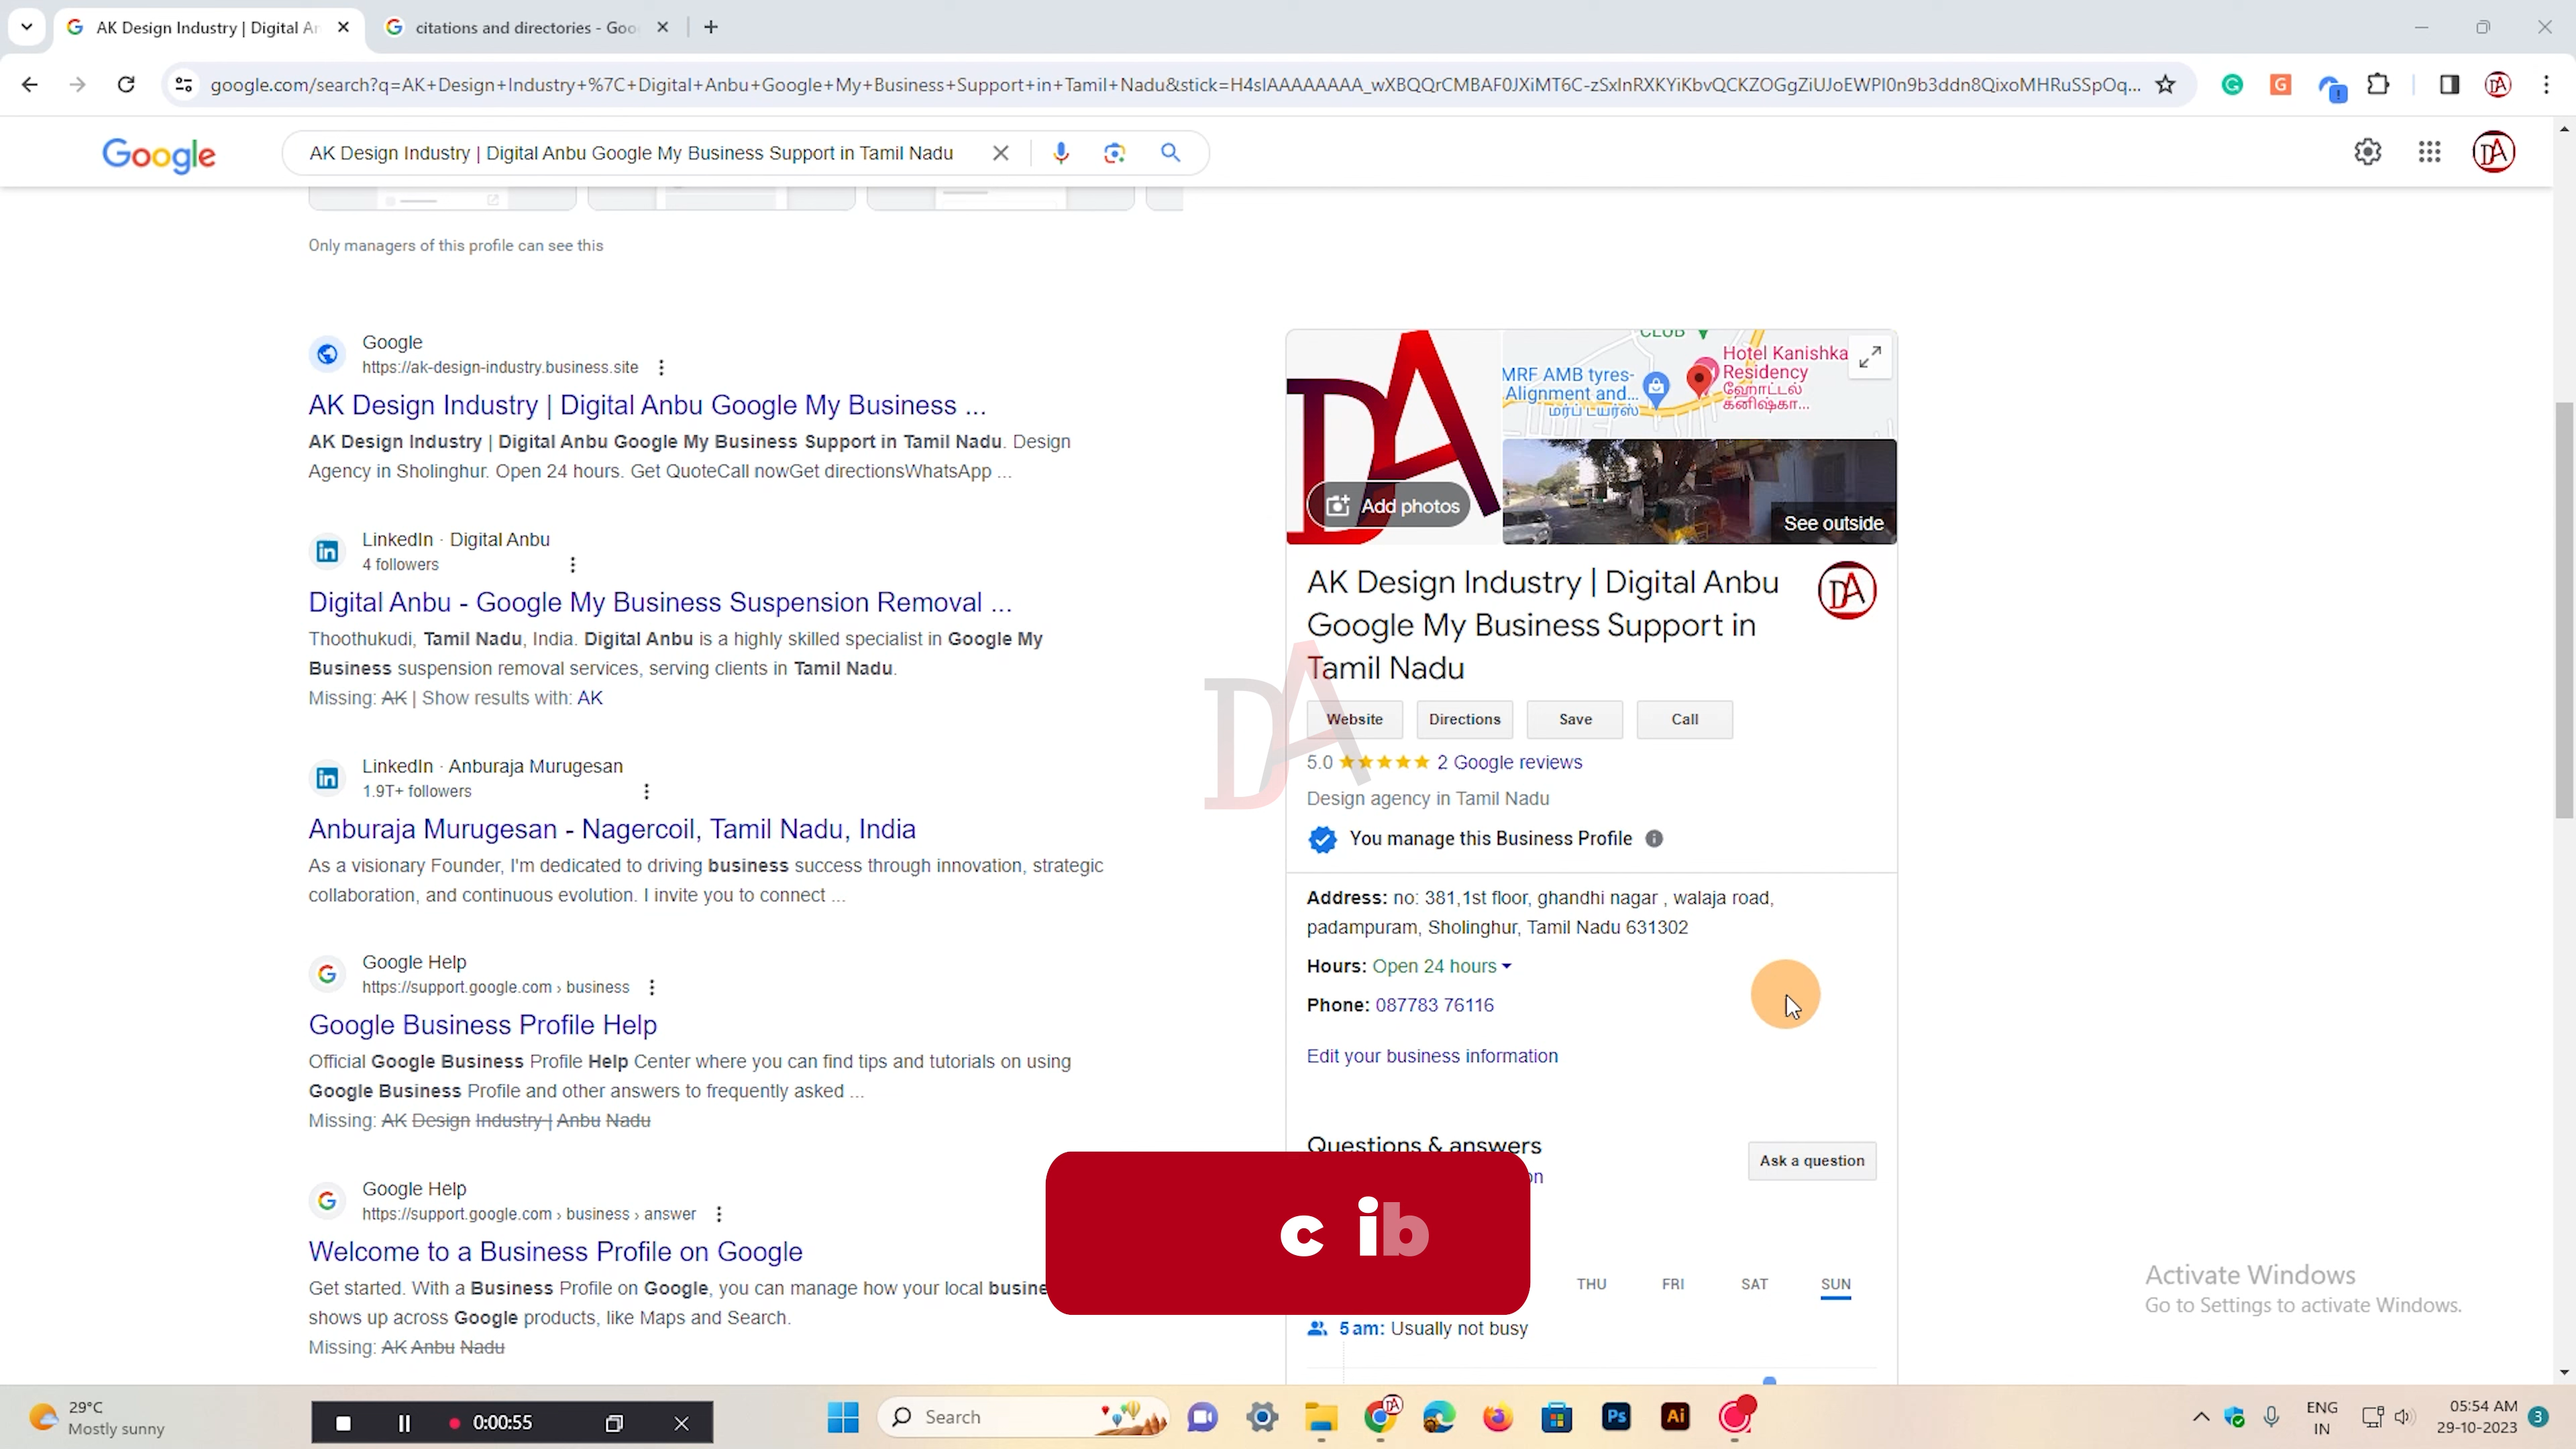 AK Design Industry | Digital An
citations and directories - Goo
google.com/search?q=AK+Design+Industry+%7C+Digital+Anbu+Google+My+Business+Support+in+Tamil+Nadu&stick=H4sIAAAAAAAA_wXBQQrCMBAF0JXiMT6C-zSxInRXKYiKbvQCKZOGgZiUJoEWPI0n9b3ddn8QixoMHRuSSpOq...
Google
AK Design Industry | Digital Anbu Google My Business Support in Tamil Nadu
DA
Only managers of this profile can see this
Google
https://ak-design-industry.business.site
AK Design Industry | Digital Anbu Google My Business ...
AK Design Industry | Digital Anbu Google My Business Support in Tamil Nadu. Design
Agency in Sholinghur. Open 24 hours. Get QuoteCall nowGet directionsWhatsApp ...
LinkedIn · Digital Anbu
4 followers
Digital Anbu - Google My Business Suspension Removal ...
Thoothukudi, Tamil Nadu, India. Digital Anbu is a highly skilled specialist in Google My
Business suspension removal services, serving clients in Tamil Nadu.
Missing: AK | Show results with: AK
LinkedIn · Anburaja Murugesan
1.9T+ followers
Anburaja Murugesan - Nagercoil, Tamil Nadu, India
As a visionary Founder, I'm dedicated to driving business success through innovation, strategic
collaboration, and continuous evolution. I invite you to connect ...
Google Help
https://support.google.com › business
Google Business Profile Help
Official Google Business Profile Help Center where you can find tips and tutorials on using
Google Business Profile and other answers to frequently asked ...
Missing: AK Design Industry | Anbu Nadu
Google Help
https://support.google.com › business › answer
Welcome to a Business Profile on Google
Get started. With a Business Profile on Google, you can manage how your local busine
shows up across Google products, like Maps and Search.
Missing: AK Anbu Nadu
DA
Add photos
CLUB
MRF AMB tyres-
Alignment and...
மர்ப் டயர்ஸ்
Hotel Kanishka
Residency
ஹோட்டல்
கனிஷ்கா...
See outside
AK Design Industry | Digital Anbu
Google My Business Support in
Tamil Nadu
DA
Website
Directions
Save
Call
5.0
2 Google reviews
Design agency in Tamil Nadu
You manage this Business Profile
Address: no: 381,1st floor, ghandhi nagar , walaja road,
padampuram, Sholinghur, Tamil Nadu 631302
Hours: Open 24 hours
Phone: 087783 76116
Edit your business information
Questions & answers
Ask a question
c ib
THU FRI SAT SUN
5 am: Usually not busy
DA
Activate Windows
Go to Settings to activate Windows.
29°C
Mostly sunny
0:00:55
Search
Ps
Ai
ENG
IN
05:54 AM
29-10-2023
3